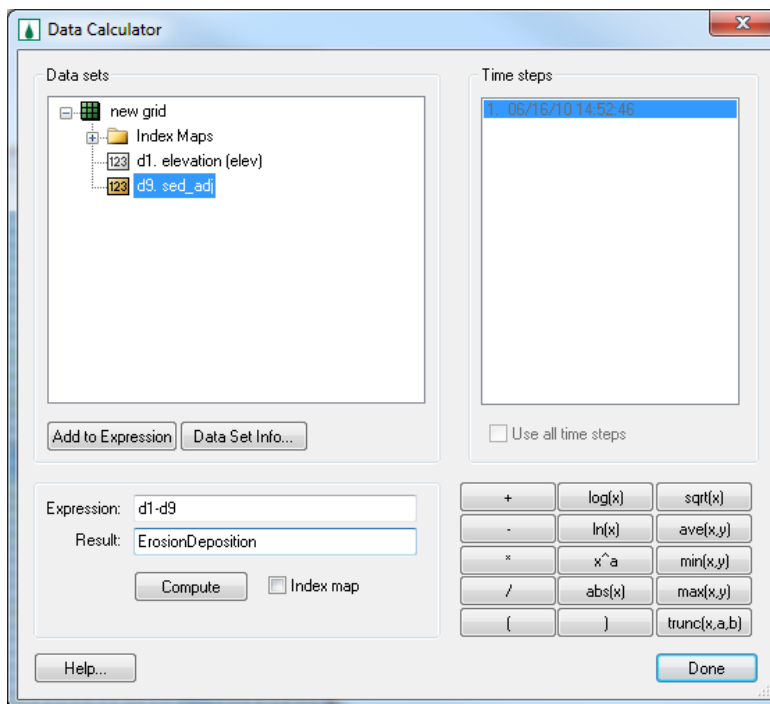 Data Calculator
Data sets
new grid
Index Maps
123 d1. elevation (elev)
123 d9. sed_adj
Add to Expression
Data Set Info...
Time steps
1. 06/16/10 14:52:46
Use all time steps
Expression: d1-d9
Result: ErosionDeposition
Compute
Index map
+ log(x) sqrt(x)
- ln(x) ave(x,y)
* x^a min(x,y)
/ abs(x) max(x,y)
( ) trunc(x,a,b)
Help...
Done